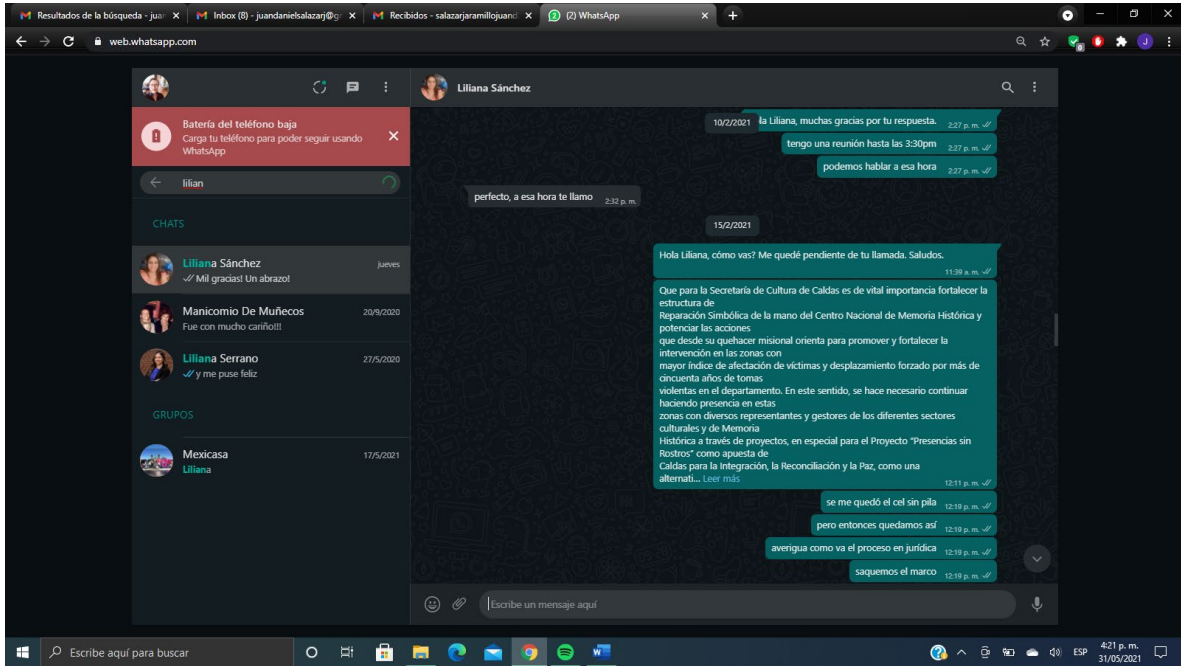 Resultados de la búsqueda - juan
Inbox (8) - juandanielsalazarj@g
Recibidos - salazarjaramillojuand
(2) WhatsApp
web.whatsapp.com
Batería del teléfono baja
Carga tu teléfono para poder seguir usando
WhatsApp
lilian
CHATS
Liliana Sánchez
jueves
Mil gracias! Un abrazo!
Manicomio De Muñecos
20/9/2020
Fue con mucho cariño!!!
Liliana Serrano
27/5/2020
y me puse feliz
GRUPOS
Mexicasa
17/5/2021
Liliana
Liliana Sánchez
10/2/2021
la Liliana, muchas gracias por tu respuesta. 2:27 p. m.
tengo una reunión hasta las 3:30pm 2:27 p. m.
podemos hablar a esa hora 2:27 p. m.
perfecto, a esa hora te llamo 2:32 p. m.
15/2/2021
Hola Liliana, cómo vas? Me quedé pendiente de tu llamada. Saludos.
11:39 a. m.
Que para la Secretaría de Cultura de Caldas es de vital importancia fortalecer la
estructura de
Reparación Simbólica de la mano del Centro Nacional de Memoria Histórica y
potenciar las acciones
que desde su quehacer misional orienta para promover y fortalecer la
intervención en las zonas con
mayor índice de afectación de víctimas y desplazamiento forzado por más de
cincuenta años de tomas
violentas en el departamento. En este sentido, se hace necesario continuar
haciendo presencia en estas
zonas con diversos representantes y gestores de los diferentes sectores
culturales y de Memoria
Histórica a través de proyectos, en especial para el Proyecto “Presencias sin
Rostros” como apuesta de
Caldas para la Integración, la Reconciliación y la Paz, como una
alternati... Leer más
12:11 p. m.
se me quedó el cel sin pila 12:19 p. m.
pero entonces quedamos así 12:19 p. m.
averigua como va el proceso en jurídica 12:19 p. m.
saquemos el marco 12:19 p. m.
Escribe un mensaje aquí
Escribe aquí para buscar
ESP
4:21 p. m.
31/05/2021